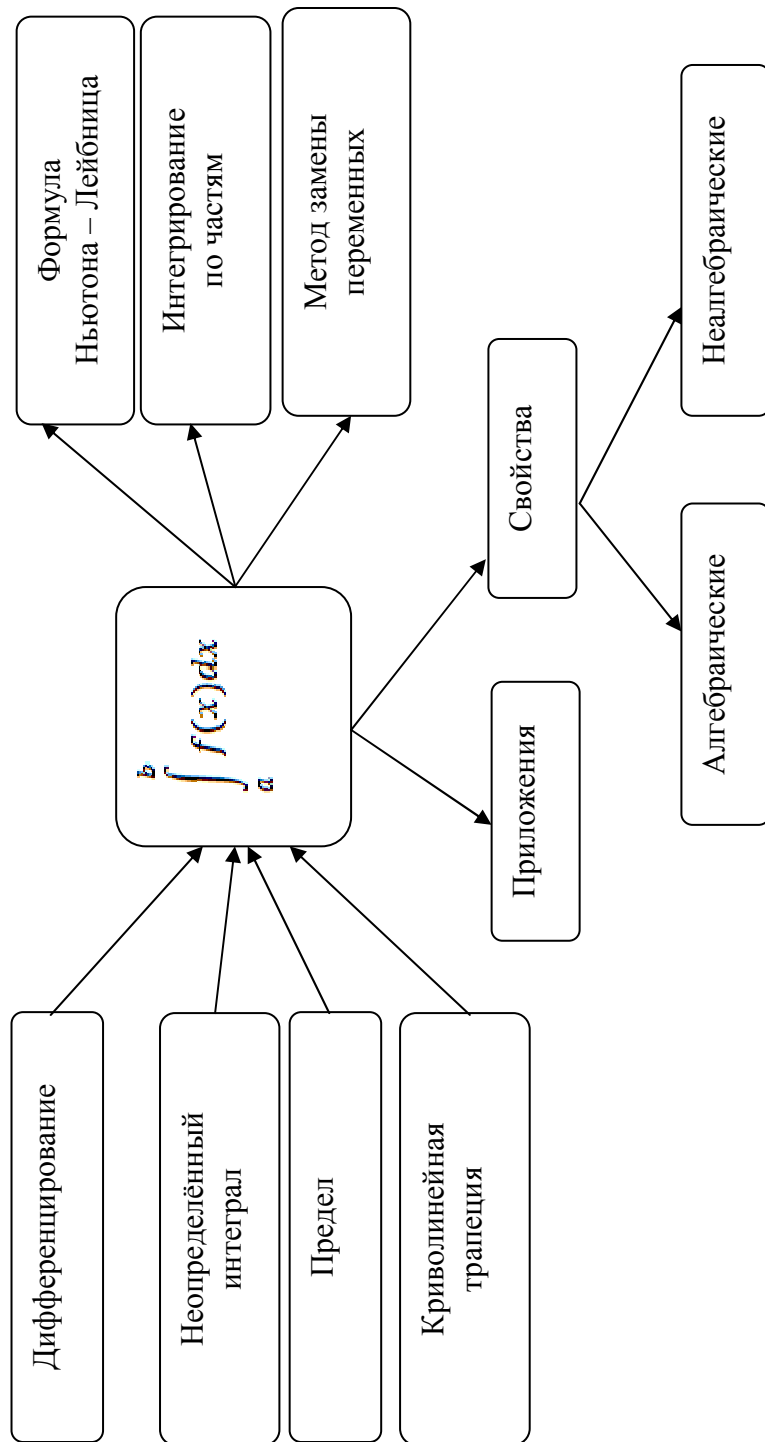 Дифференцирование
Неопределённый
интеграл
Предел
Криволинейная
трапеция
b
∫ f(x)dx
a
Формула
Ньютона – Лейбница
Интегрирование
по частям
Метод замены
переменных
Приложения
Свойства
Алгебраические
Неалгебраические